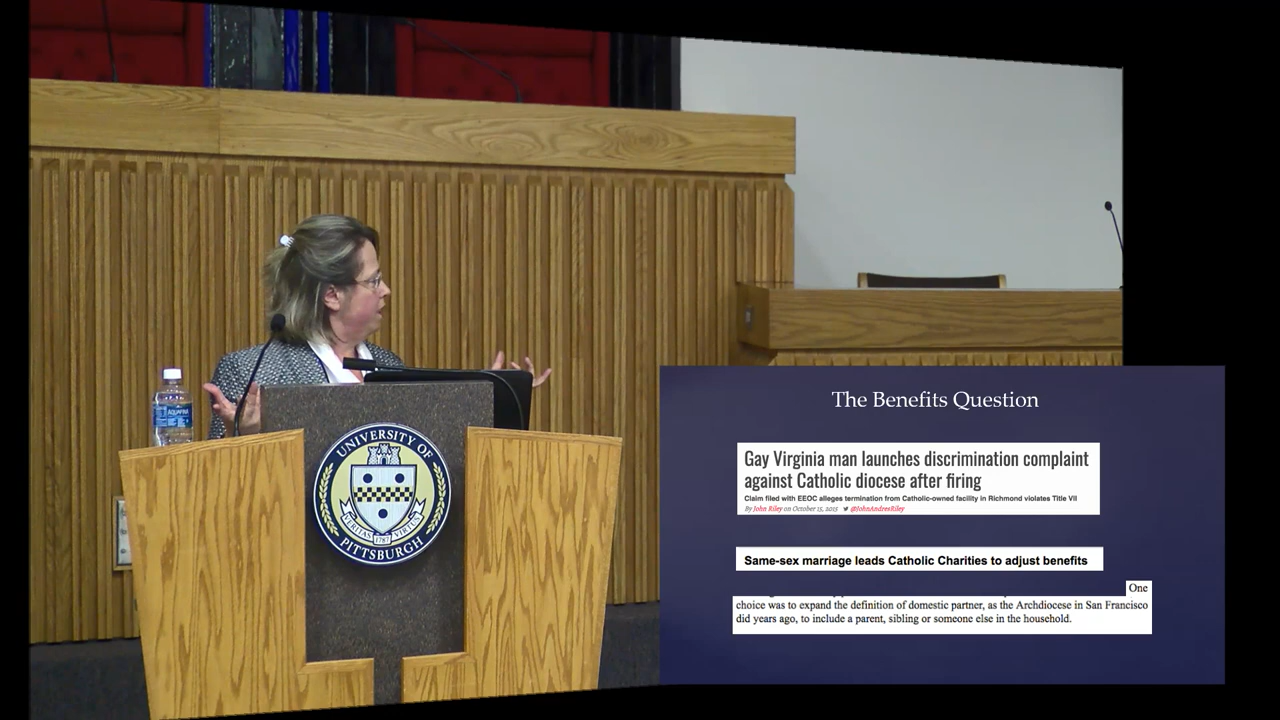 AQUAFINA
UNIVERSITY OF
VERITAS
VIRTUS
1787
PITTSBURGH
The Benefits Question
Gay Virginia man launches discrimination complaint
against Catholic diocese after firing
Claim filed with EEOC alleges termination from Catholic-owned facility in Richmond violates Title VII
By John Riley on October 15, 2015 @JohnAndresRiley
Same-sex marriage leads Catholic Charities to adjust benefits
One
choice was to expand the definition of domestic partner, as the Archdiocese in San Francisco
did years ago, to include a parent, sibling or someone else in the household.